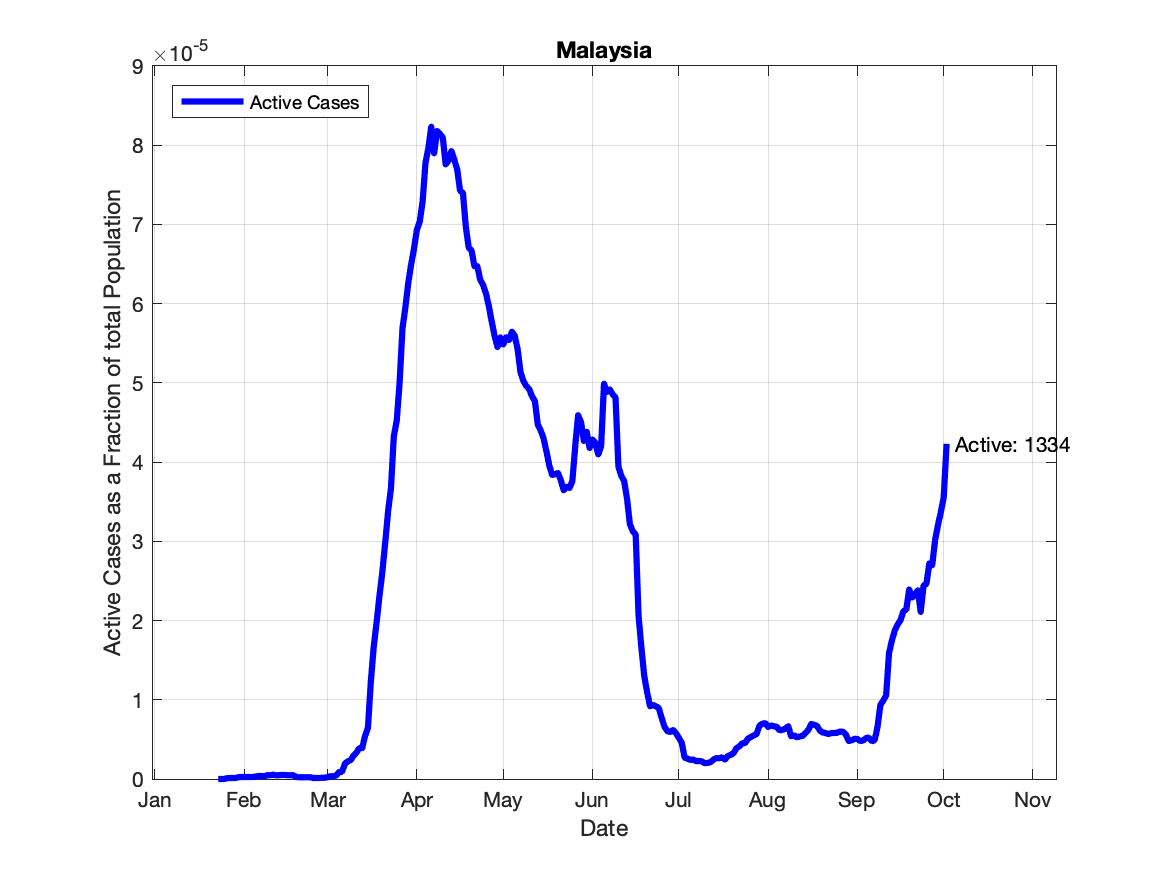 Malaysia
×10-5
Active Cases
9
8
7
6
5
4
3
2
1
0
Active Cases as a Fraction of total Population
Active: 1334
Jan Feb Mar Apr May Jun Jul Aug Sep Oct Nov
Date